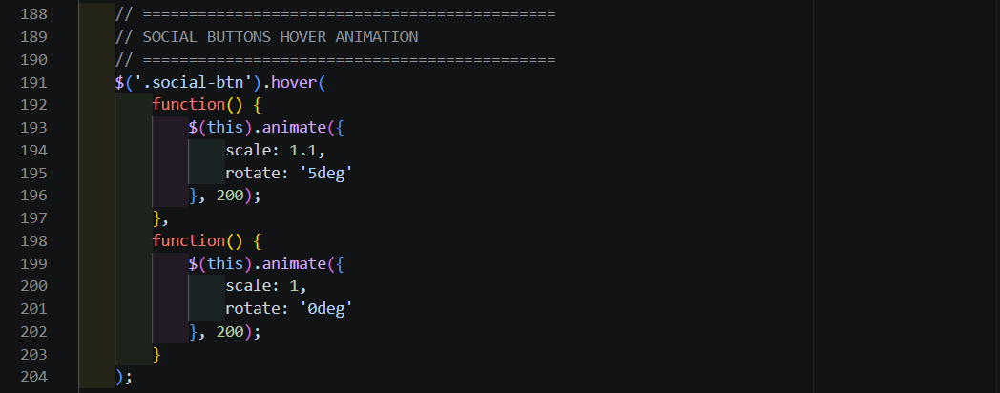 188 // =============================================
189 // SOCIAL BUTTONS HOVER ANIMATION
190 // =============================================
191 $('.social-btn').hover(
192 function() {
193 $(this).animate({
194 scale: 1.1,
195 rotate: '5deg'
196 }, 200);
197 },
198 function() {
199 $(this).animate({
200 scale: 1,
201 rotate: '0deg'
202 }, 200);
203 }
204 );